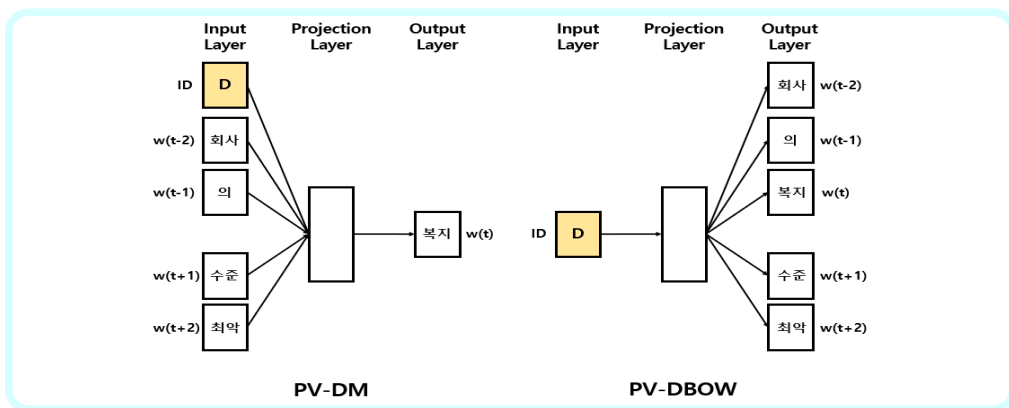 Input
Layer
Projection
Layer
Output
Layer
ID
D
w(t-2)
회사
w(t-1)
의
복지
w(t)
w(t+1)
수준
w(t+2)
최악
PV-DM
Input
Layer
Projection
Layer
Output
Layer
ID
D
회사
w(t-2)
의
w(t-1)
복지
w(t)
수준
w(t+1)
최악
w(t+2)
PV-DBOW